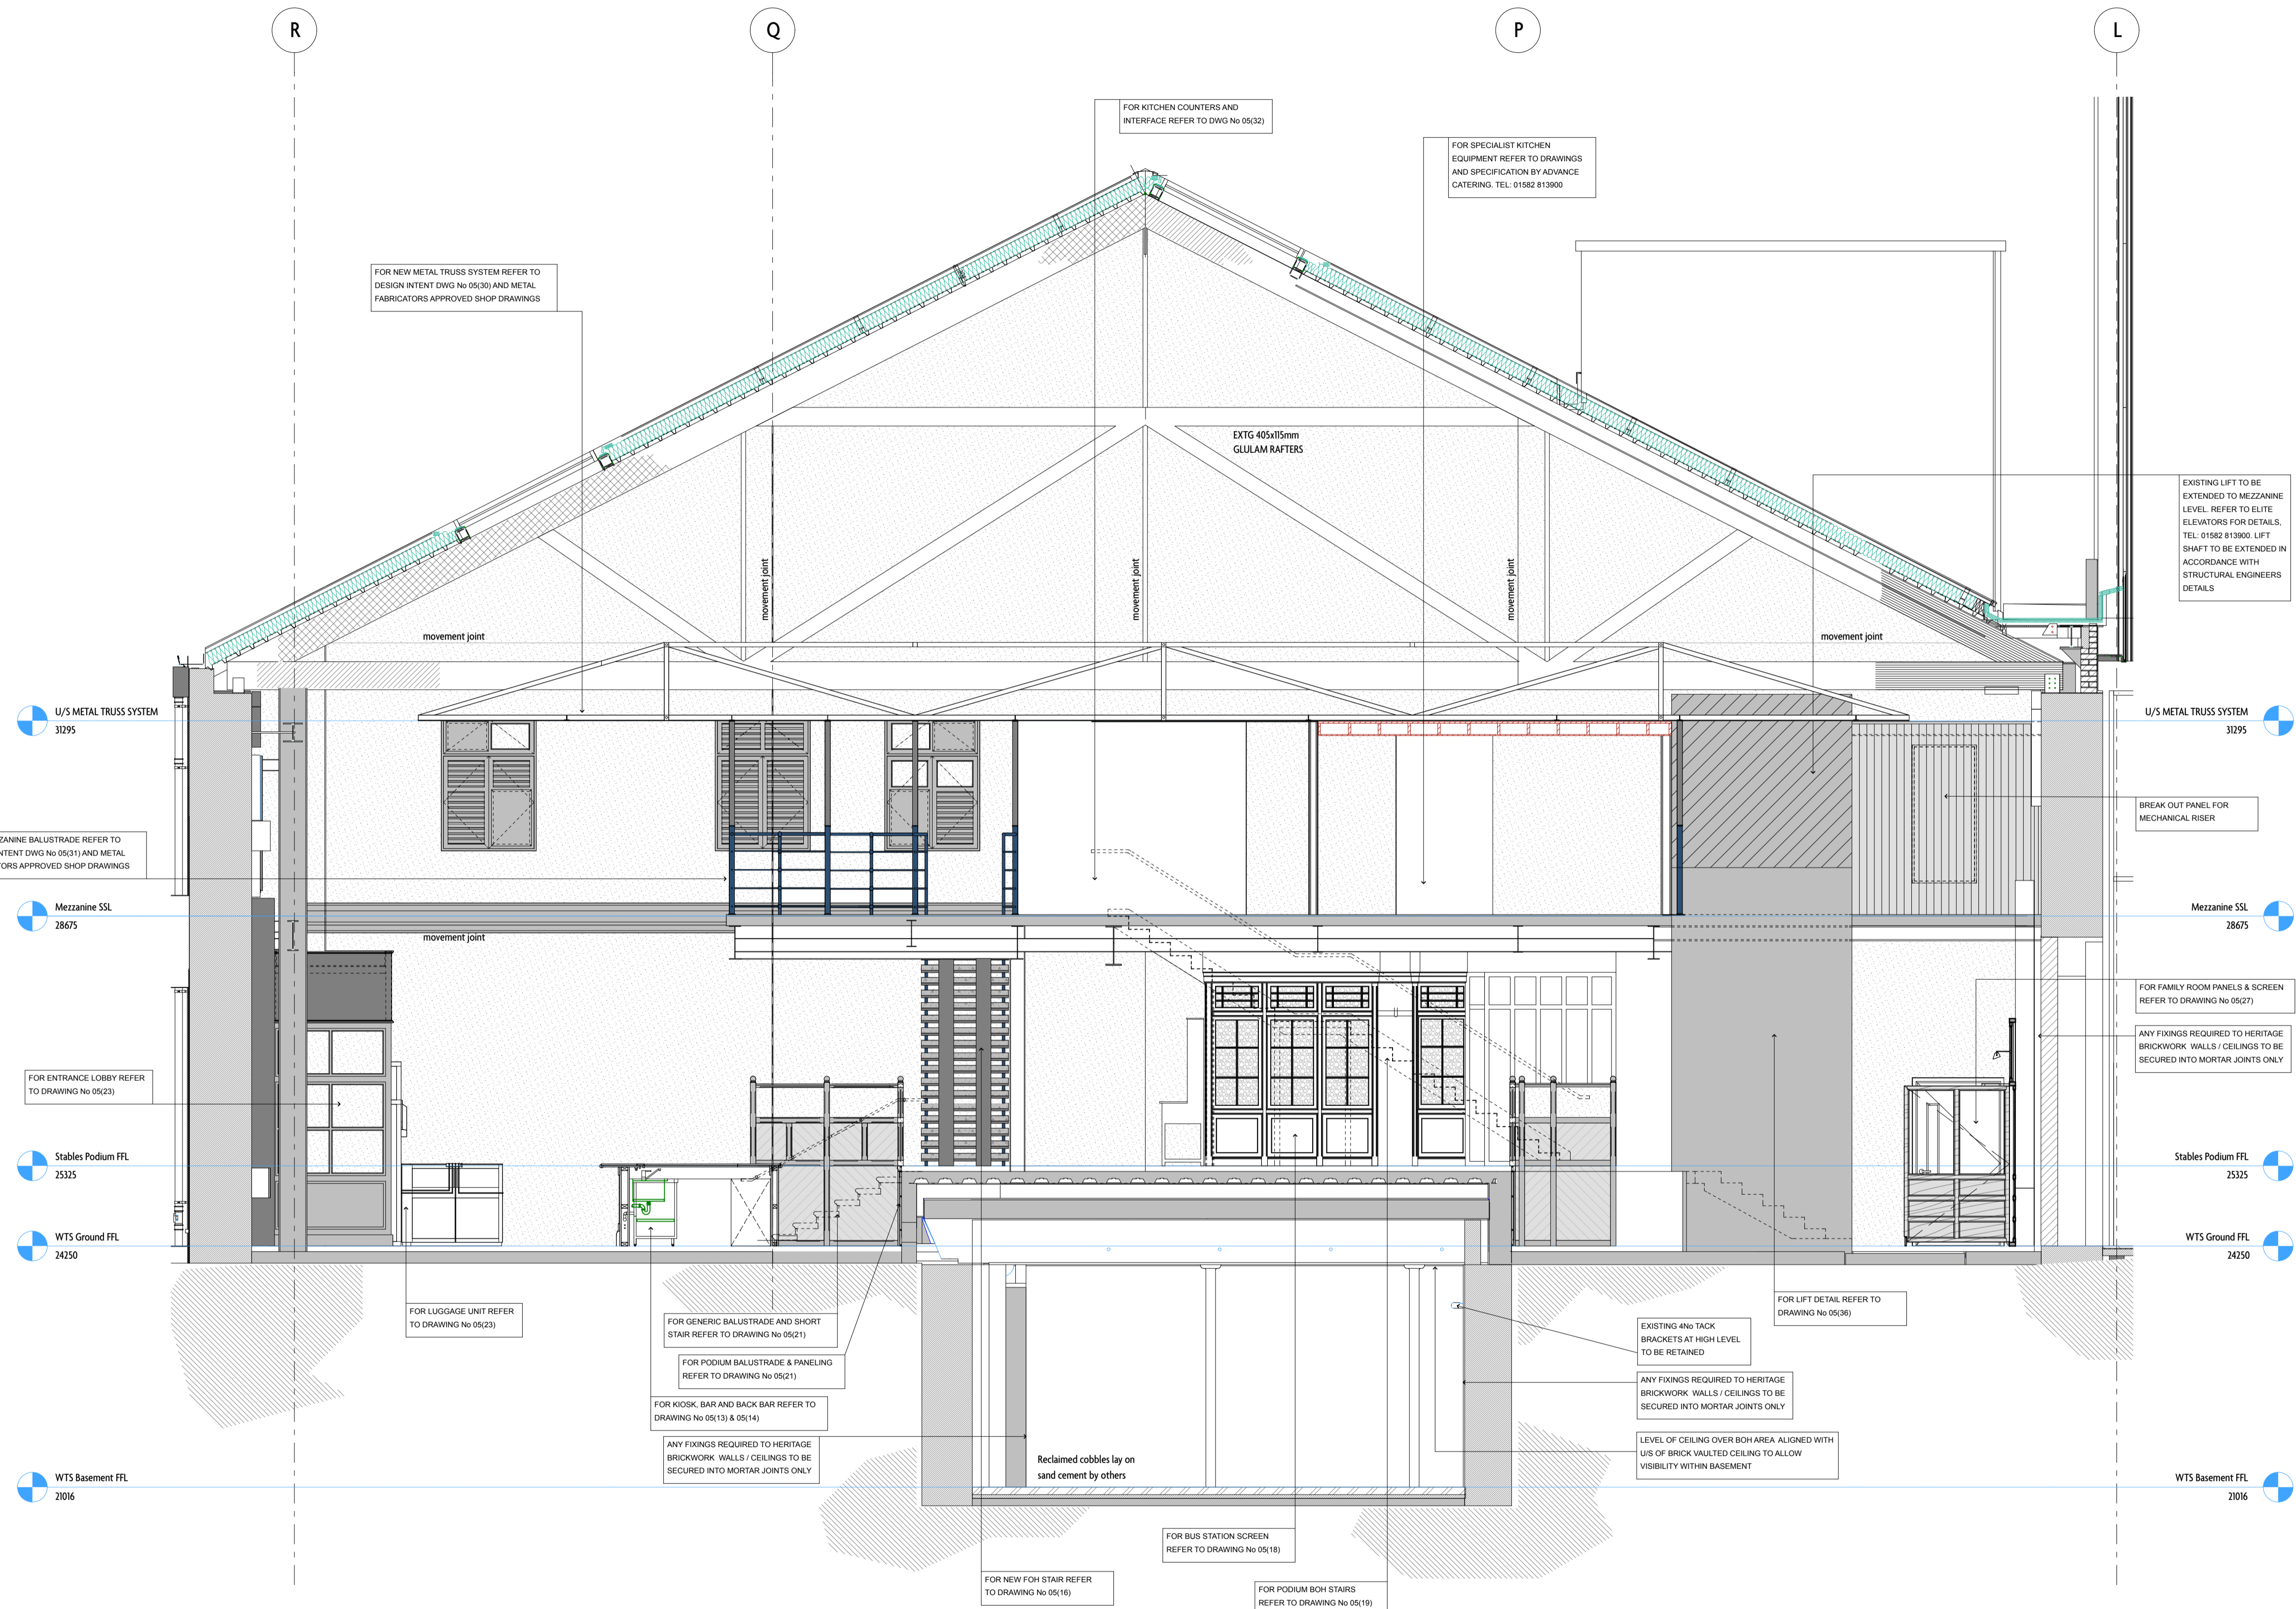 R
Q
P
L
FOR KITCHEN COUNTERS AND
INTERFACE REFER TO DWG No 05(32)
FOR SPECIALIST KITCHEN
EQUIPMENT REFER TO DRAWINGS
AND SPECIFICATION BY ADVANCE
CATERING. TEL: 01582 813900
FOR NEW METAL TRUSS SYSTEM REFER TO
DESIGN INTENT DWG No 05(30) AND METAL
FABRICATORS APPROVED SHOP DRAWINGS
EXTG 405x115mm
GLULAM RAFTERS
EXISTING LIFT TO BE
EXTENDED TO MEZZANINE
LEVEL. REFER TO ELITE
ELEVATORS FOR DETAILS,
TEL: 01582 813900. LIFT
SHAFT TO BE EXTENDED IN
ACCORDANCE WITH
STRUCTURAL ENGINEERS
DETAILS
movement joint
movement joint
movement joint
movement joint
movement joint
U/S METAL TRUSS SYSTEM
31295
U/S METAL TRUSS SYSTEM
31295
BREAK OUT PANEL FOR
MECHANICAL RISER
ZANINE BALUSTRADE REFER TO
NTENT DWG No 05(31) AND METAL
TORS APPROVED SHOP DRAWINGS
Mezzanine SSL
28675
Mezzanine SSL
28675
movement joint
FOR FAMILY ROOM PANELS & SCREEN
REFER TO DRAWING No 05(27)
ANY FIXINGS REQUIRED TO HERITAGE
BRICKWORK WALLS / CEILINGS TO BE
SECURED INTO MORTAR JOINTS ONLY
FOR ENTRANCE LOBBY REFER
TO DRAWING No 05(23)
Stables Podium FFL
25325
Stables Podium FFL
25325
WTS Ground FFL
24250
WTS Ground FFL
24250
FOR LUGGAGE UNIT REFER
TO DRAWING No 05(23)
FOR GENERIC BALUSTRADE AND SHORT
STAIR REFER TO DRAWING No 05(21)
FOR PODIUM BALUSTRADE & PANELING
REFER TO DRAWING No 05(21)
FOR KIOSK, BAR AND BACK BAR REFER TO
DRAWING No 05(13) & 05(14)
ANY FIXINGS REQUIRED TO HERITAGE
BRICKWORK WALLS / CEILINGS TO BE
SECURED INTO MORTAR JOINTS ONLY
FOR LIFT DETAIL REFER TO
DRAWING No 05(36)
EXISTING 4No TACK
BRACKETS AT HIGH LEVEL
TO BE RETAINED
ANY FIXINGS REQUIRED TO HERITAGE
BRICKWORK WALLS / CEILINGS TO BE
SECURED INTO MORTAR JOINTS ONLY
LEVEL OF CEILING OVER BOH AREA ALIGNED WITH
U/S OF BRICK VAULTED CEILING TO ALLOW
VISIBILITY WITHIN BASEMENT
Reclaimed cobbles lay on
sand cement by others
WTS Basement FFL
21016
WTS Basement FFL
21016
FOR BUS STATION SCREEN
REFER TO DRAWING No 05(18)
FOR NEW FOH STAIR REFER
TO DRAWING No 05(16)
FOR PODIUM BOH STAIRS
REFER TO DRAWING No 05(19)